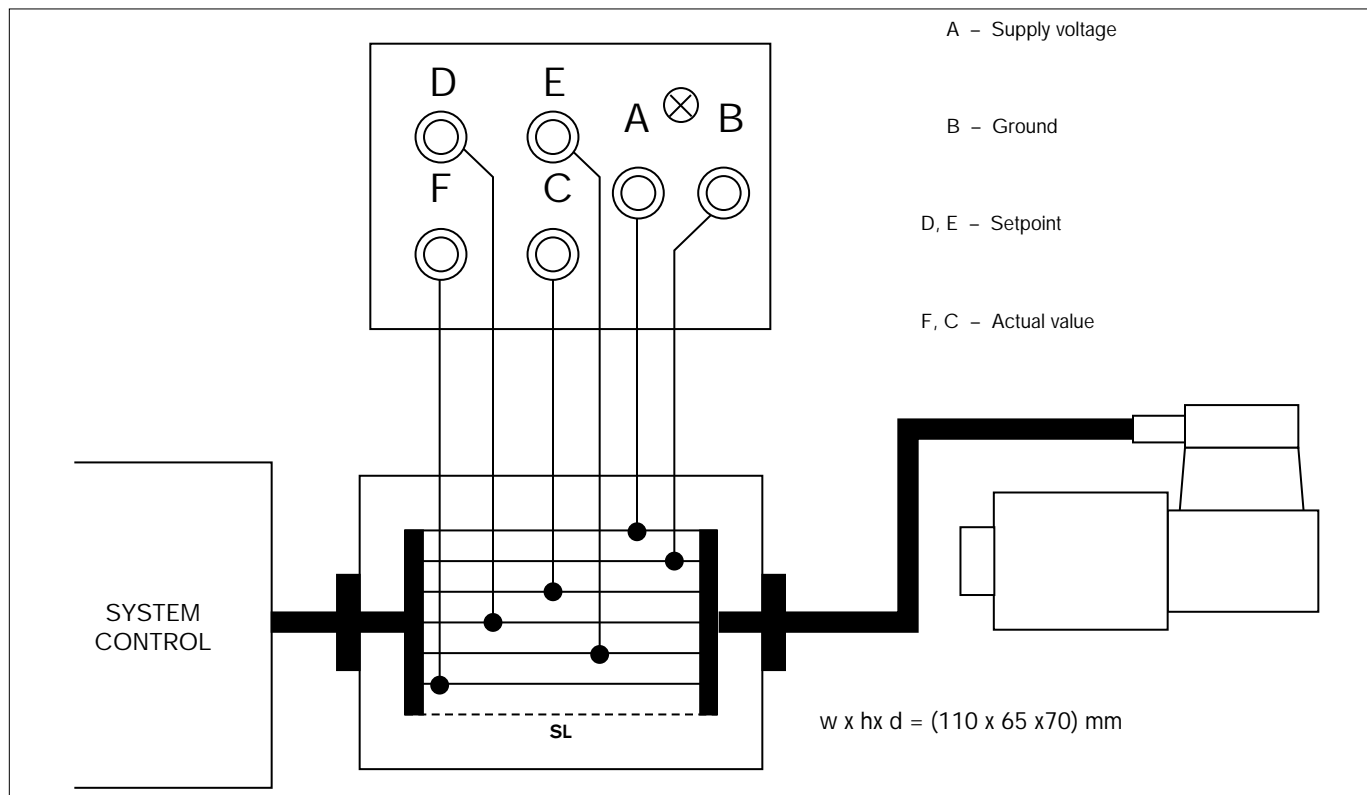 A – Supply voltage
D E A B
B – Ground
F C
D, E – Setpoint
F, C – Actual value
SYSTEM
CONTROL
SL
w x hx d = (110 x 65 x70) mm